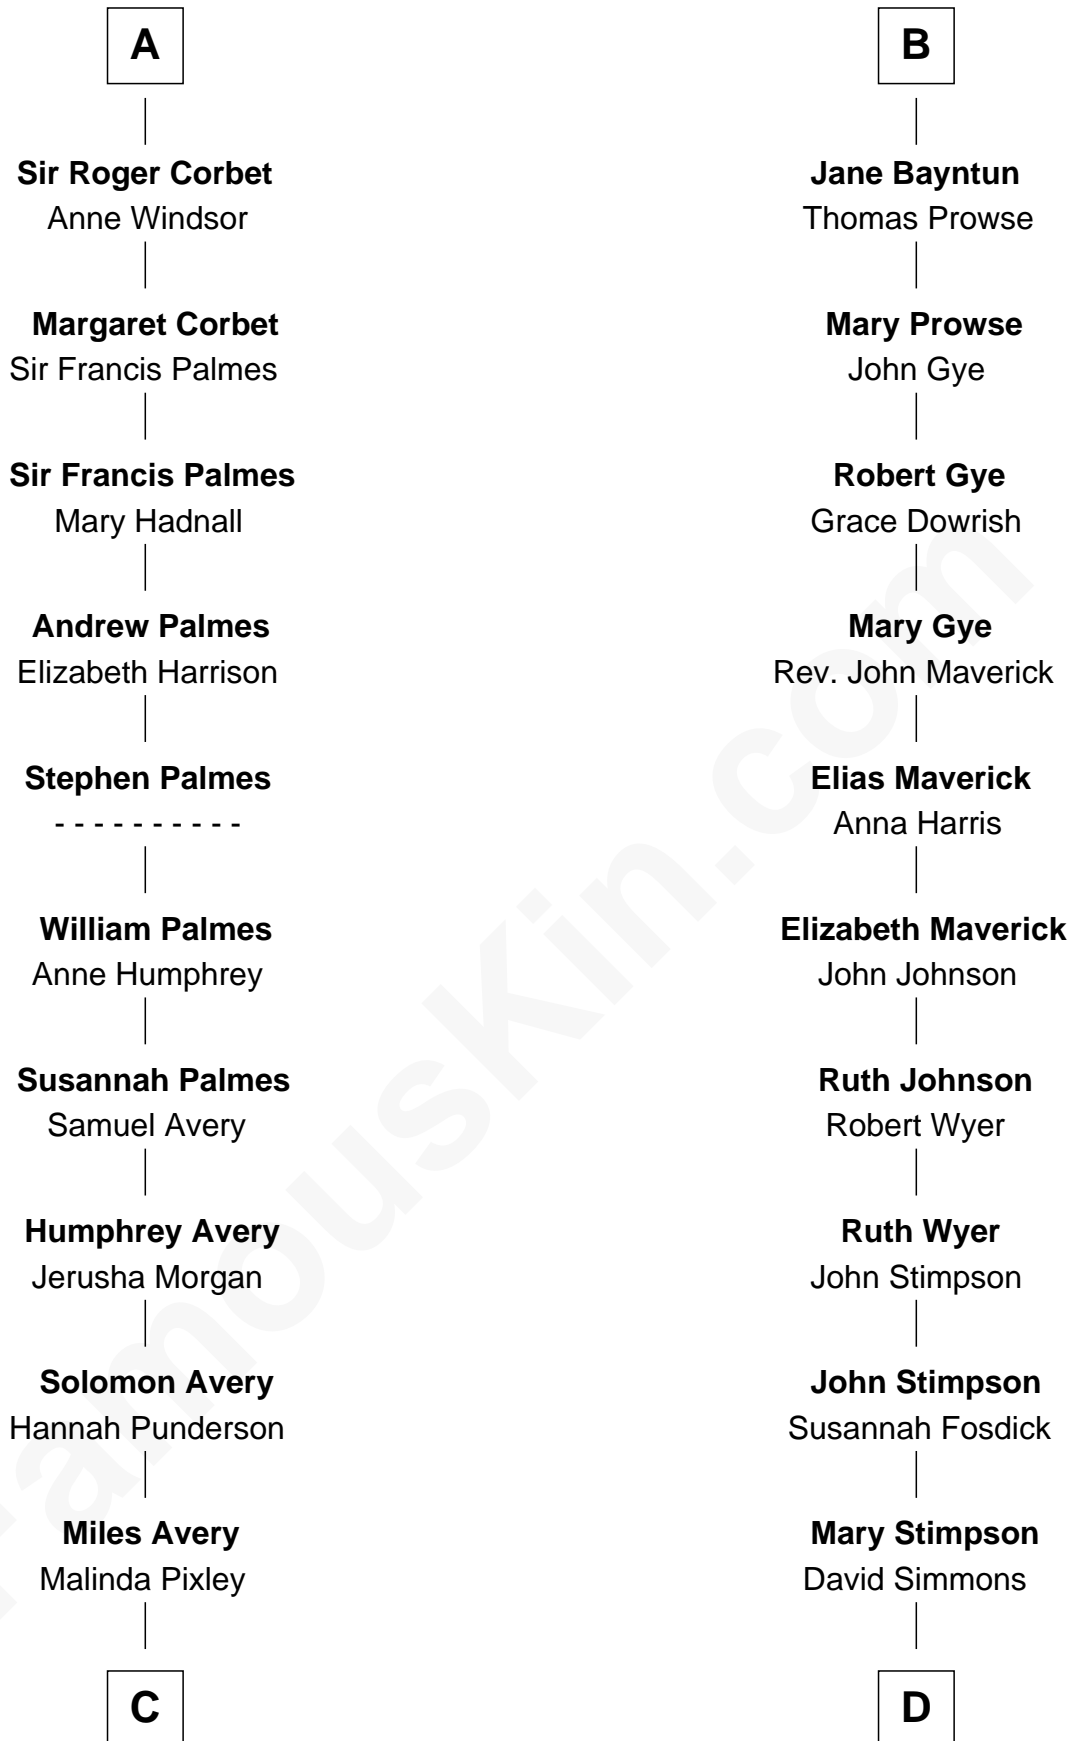 A
Sir Roger Corbet
Anne Windsor
Margaret Corbet
Sir Francis Palmes
Sir Francis Palmes
Mary Hadnall
Andrew Palmes
Elizabeth Harrison
Stephen Palmes
- - - - - - - - - -
William Palmes
Anne Humphrey
Susannah Palmes
Samuel Avery
Humphrey Avery
Jerusha Morgan
Solomon Avery
Hannah Punderson
Miles Avery
Malinda Pixley
C
B
Jane Bayntun
Thomas Prowse
Mary Prowse
John Gye
Robert Gye
Grace Dowrish
Mary Gye
Rev. John Maverick
Elias Maverick
Anna Harris
Elizabeth Maverick
John Johnson
Ruth Johnson
Robert Wyer
Ruth Wyer
John Stimpson
John Stimpson
Susannah Fosdick
Mary Stimpson
David Simmons
D
FamousKin.com